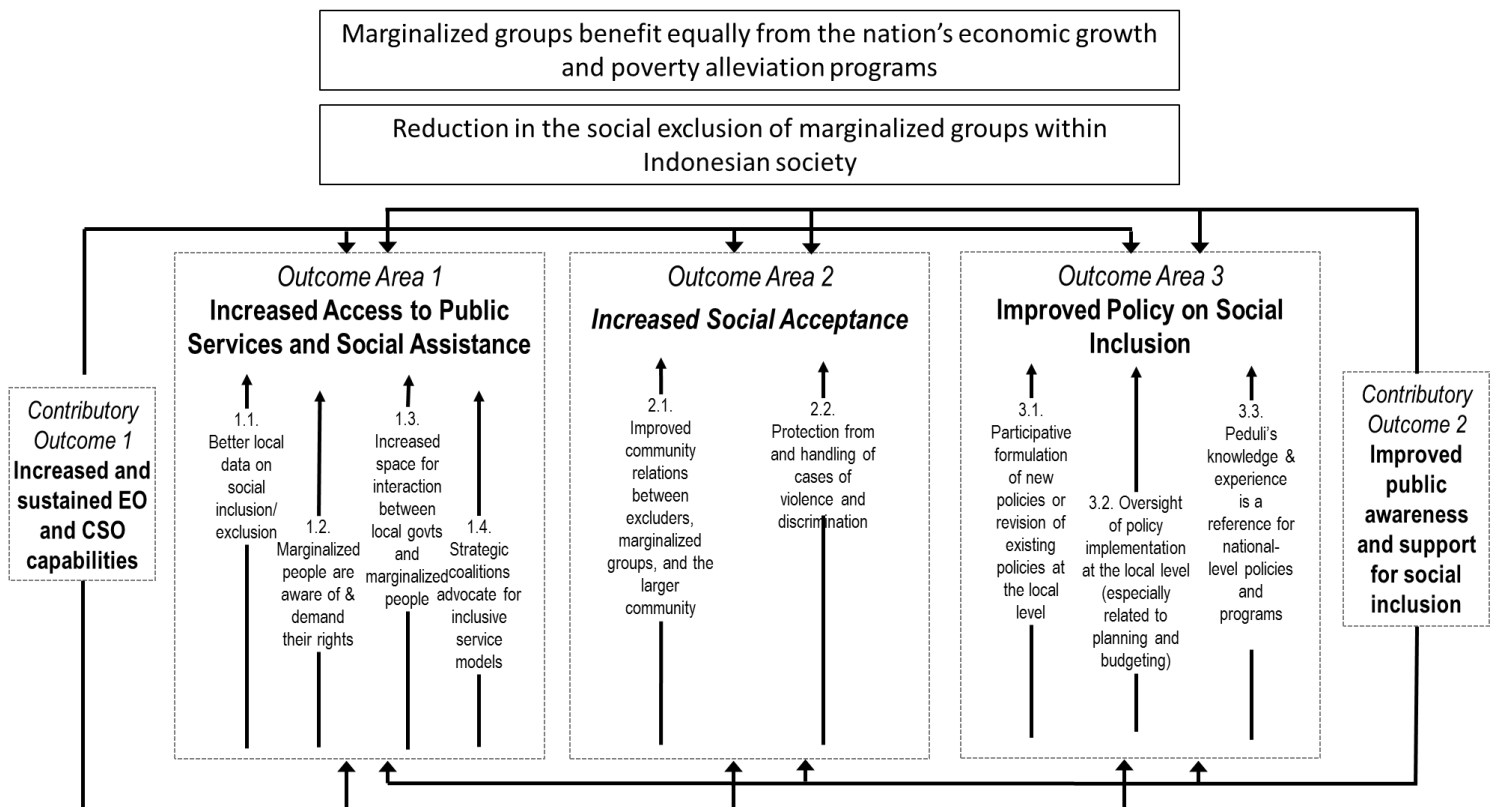 Marginalized groups benefit equally from the nation's economic growth
and poverty alleviation programs
Reduction in the social exclusion of marginalized groups within
Indonesian society
Contributory
Outcome 1
Increased and
sustained EO
and CSO
capabilities
Outcome Area 1
Increased Access to Public
Services and Social Assistance
1.1.
Better local
data on
social
inclusion/
exclusion
1.2.
Marginalized
people are
aware of &
demand
their rights
1.3.
Increased
space for
interaction
between
local govts
and
marginalized
people
1.4.
Strategic
coalitions
advocate for
inclusive
service
models
Outcome Area 2
Increased Social Acceptance
2.1.
Improved
community
relations
between
excluders,
marginalized
groups, and the
larger
community
2.2.
Protection from
and handling of
cases of
violence and
discrimination
Outcome Area 3
Improved Policy on Social
Inclusion
3.1.
Participative
formulation
of new
policies or
revision of
existing
policies at
the local
level
3.2. Oversight
of policy
implementation
at the local level
(especially
related to
planning and
budgeting)
3.3.
Peduli's
knowledge &
experience
is a
reference for
national-
level policies
and
programs
Contributory
Outcome 2
Improved
public
awareness
and support
for social
inclusion